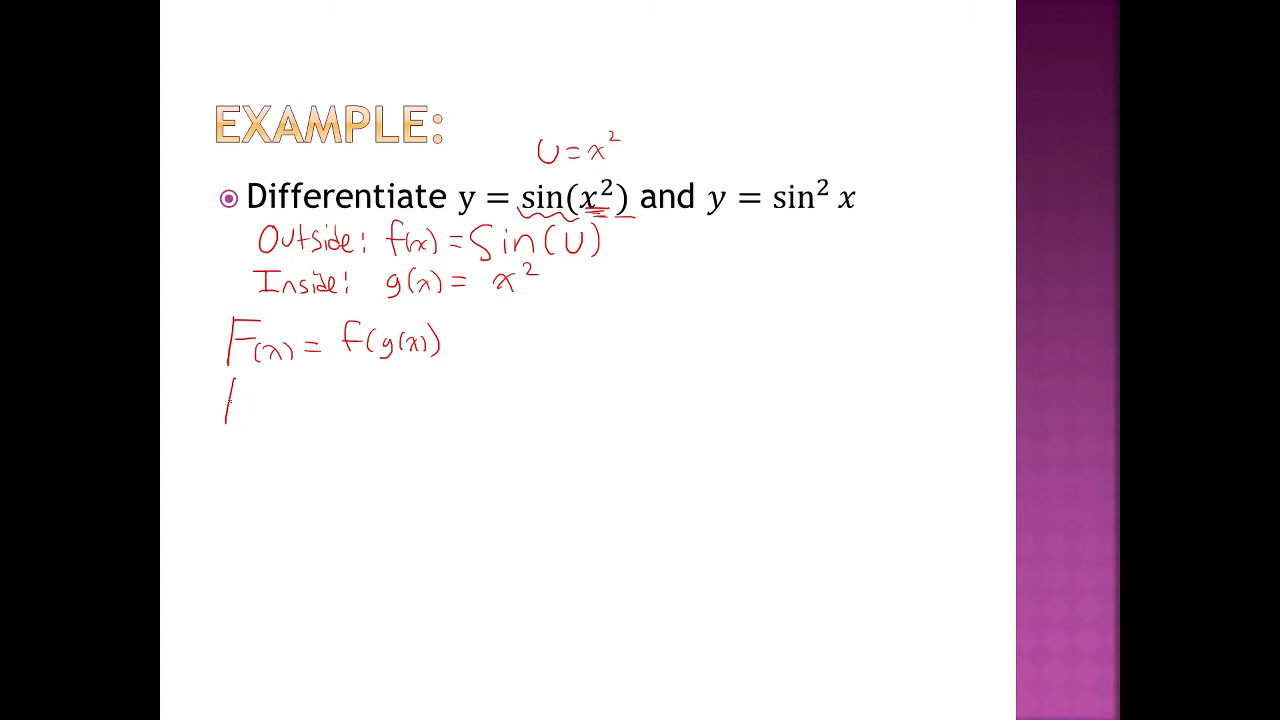 EXAMPLE:
U = x²
Differentiate y = sin(x²) and y = sin² x
Outside: f(x) = Sin(U)
Inside: g(x) = x²
F(x) = f(g(x))